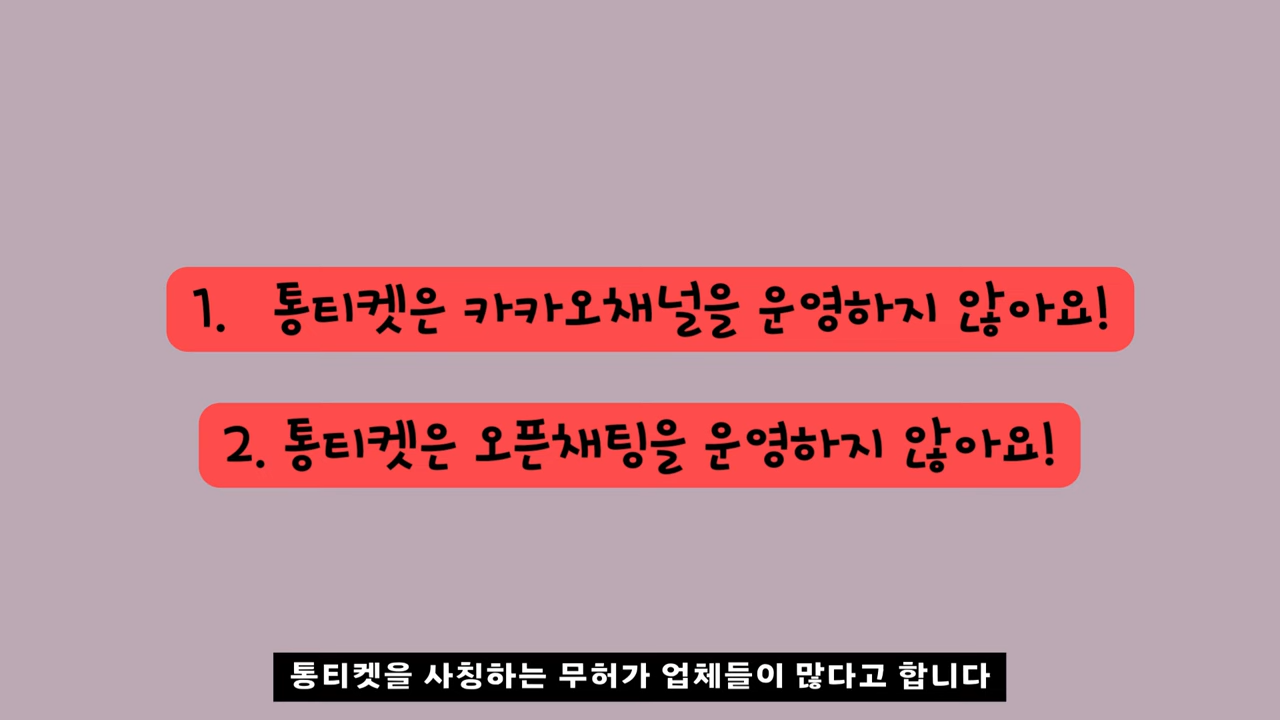 1. 통티켓은 카카오채널을 운영하지 않아요!
2. 통티켓은 오픈채팅을 운영하지 않아요!
통티켓을 사칭하는 무허가 업체들이 많다고 합니다